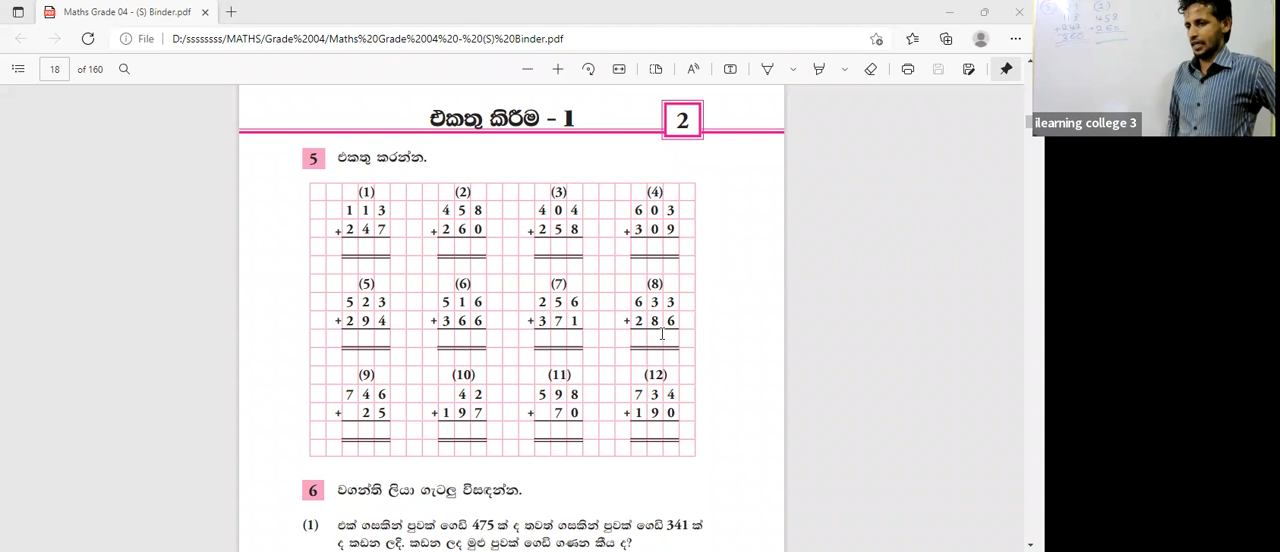 Maths Grade 04 - (S) Binder.pdf
File
D:/ssssssss/MATHS/Grade%2004/Maths%20Grade%2004%20-%20(S)%20Binder.pdf
18 of 160
ilearning college 3
එකතු කිරීම - 1
2
5 එකතු කරන්න.
(1) (2) (3) (4)
1 1 3 4 5 8 4 0 4 6 0 3
+ 2 4 7 + 2 6 0 + 2 5 8 + 3 0 9
(5) (6) (7) (8)
5 2 3 5 1 6 2 5 6 6 3 3
+ 2 9 4 + 3 6 6 + 3 7 1 + 2 8 6
(9) (10) (11) (12)
7 4 6 4 2 5 9 8 7 3 4
+ 2 5 + 1 9 7 + 7 0 + 1 9 0
6 වගන්ති ලියා ගැටලු විසඳන්න.
(1) එක් ගසකින් පුවක් ගෙඩි 475 ක් ද තවත් ගසකින් පුවක් ගෙඩි 341 ක්
ද කඩන ලදි. කඩන ලද මුළු පුවක් ගෙඩි ගණන කීය ද?